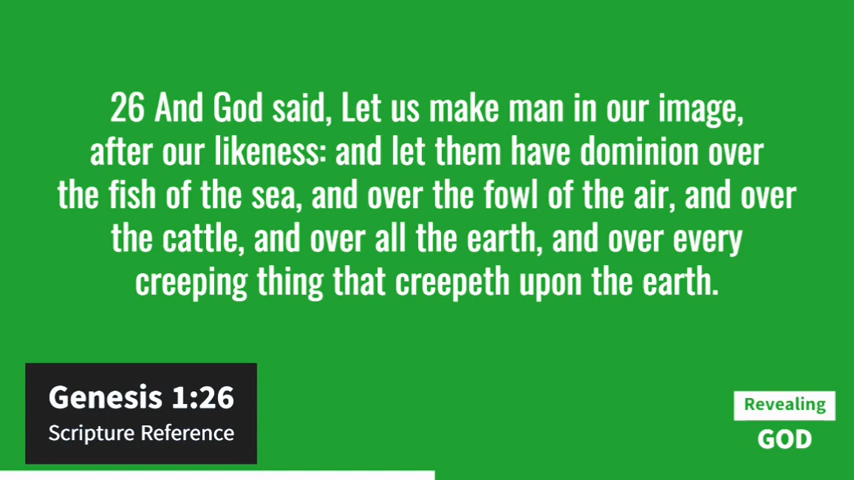 26 And God said, Let us make man in our image,
after our likeness: and let them have dominion over
the fish of the sea, and over the fowl of the air, and over
the cattle, and over all the earth, and over every
creeping thing that creepeth upon the earth.
Genesis 1:26
Scripture Reference
Revealing
GOD